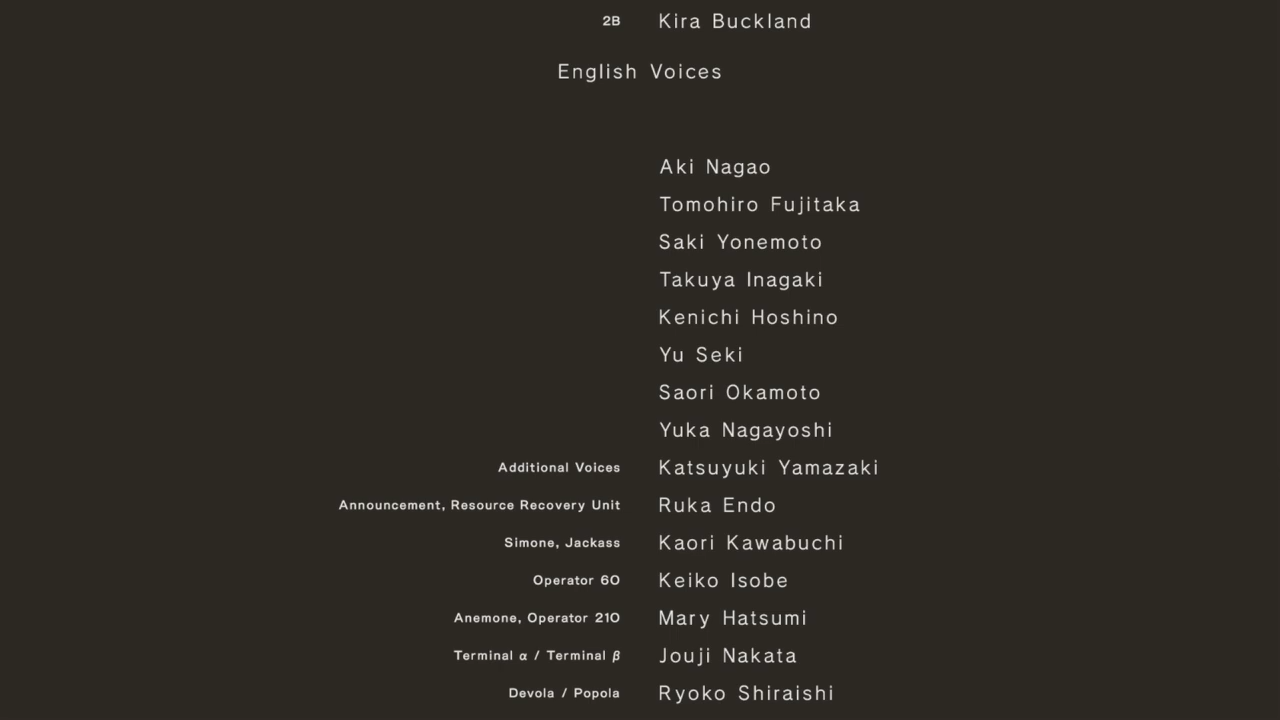 2B Kira Buckland
English Voices
Aki Nagao
Tomohiro Fujitaka
Saki Yonemoto
Takuya Inagaki
Kenichi Hoshino
Yu Seki
Saori Okamoto
Yuka Nagayoshi
Additional Voices Katsuyuki Yamazaki
Announcement, Resource Recovery Unit Ruka Endo
Simone, Jackass Kaori Kawabuchi
Operator 6O Keiko Isobe
Anemone, Operator 21O Mary Hatsumi
Terminal α / Terminal β Jouji Nakata
Devola / Popola Ryoko Shiraishi